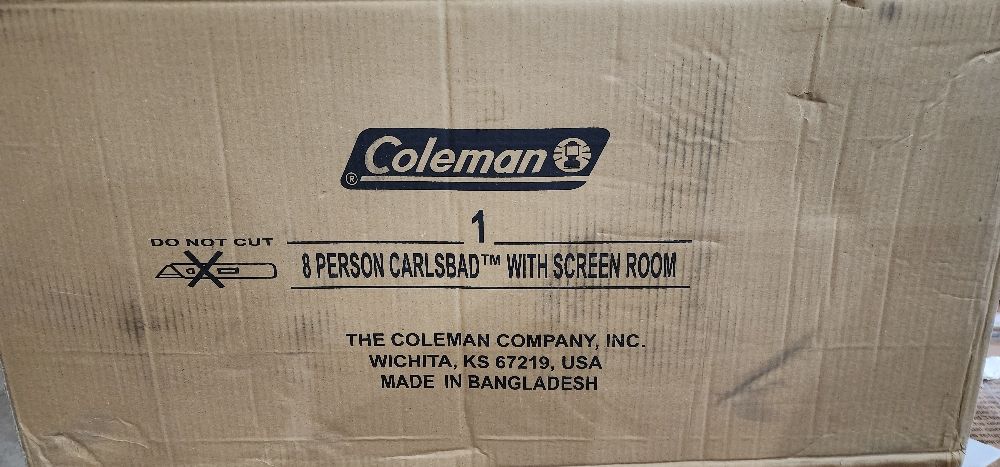 Coleman
®
1
DO NOT CUT
8 PERSON CARLSBAD™ WITH SCREEN ROOM
THE COLEMAN COMPANY, INC.
WICHITA, KS 67219, USA
MADE IN BANGLADESH